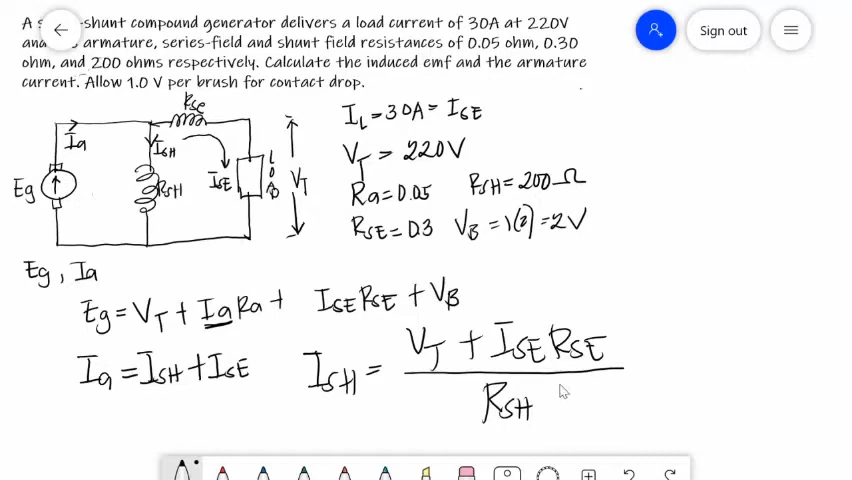 A shunt compound generator delivers a load current of 30A at 220V
and armature, series-field and shunt field resistances of 0.05 ohm, 0.30
ohm, and 200 ohms respectively. Calculate the induced emf and the armature
current. Allow 1.0 V per brush for contact drop.
Sign out
RSE
Ia
ISH
RSH
ISE
LOAD
VT
Eg
IL = 30A = ISE
VT = 220V
Ra = 0.05 RSH = 200Ω
RSE = 0.3 VB = 1(2) = 2V
Eg, Ia
Eg = VT + IaRa + ISERSE + VB
Ia = ISH + ISE
ISH = VT + ISERSE
RSH